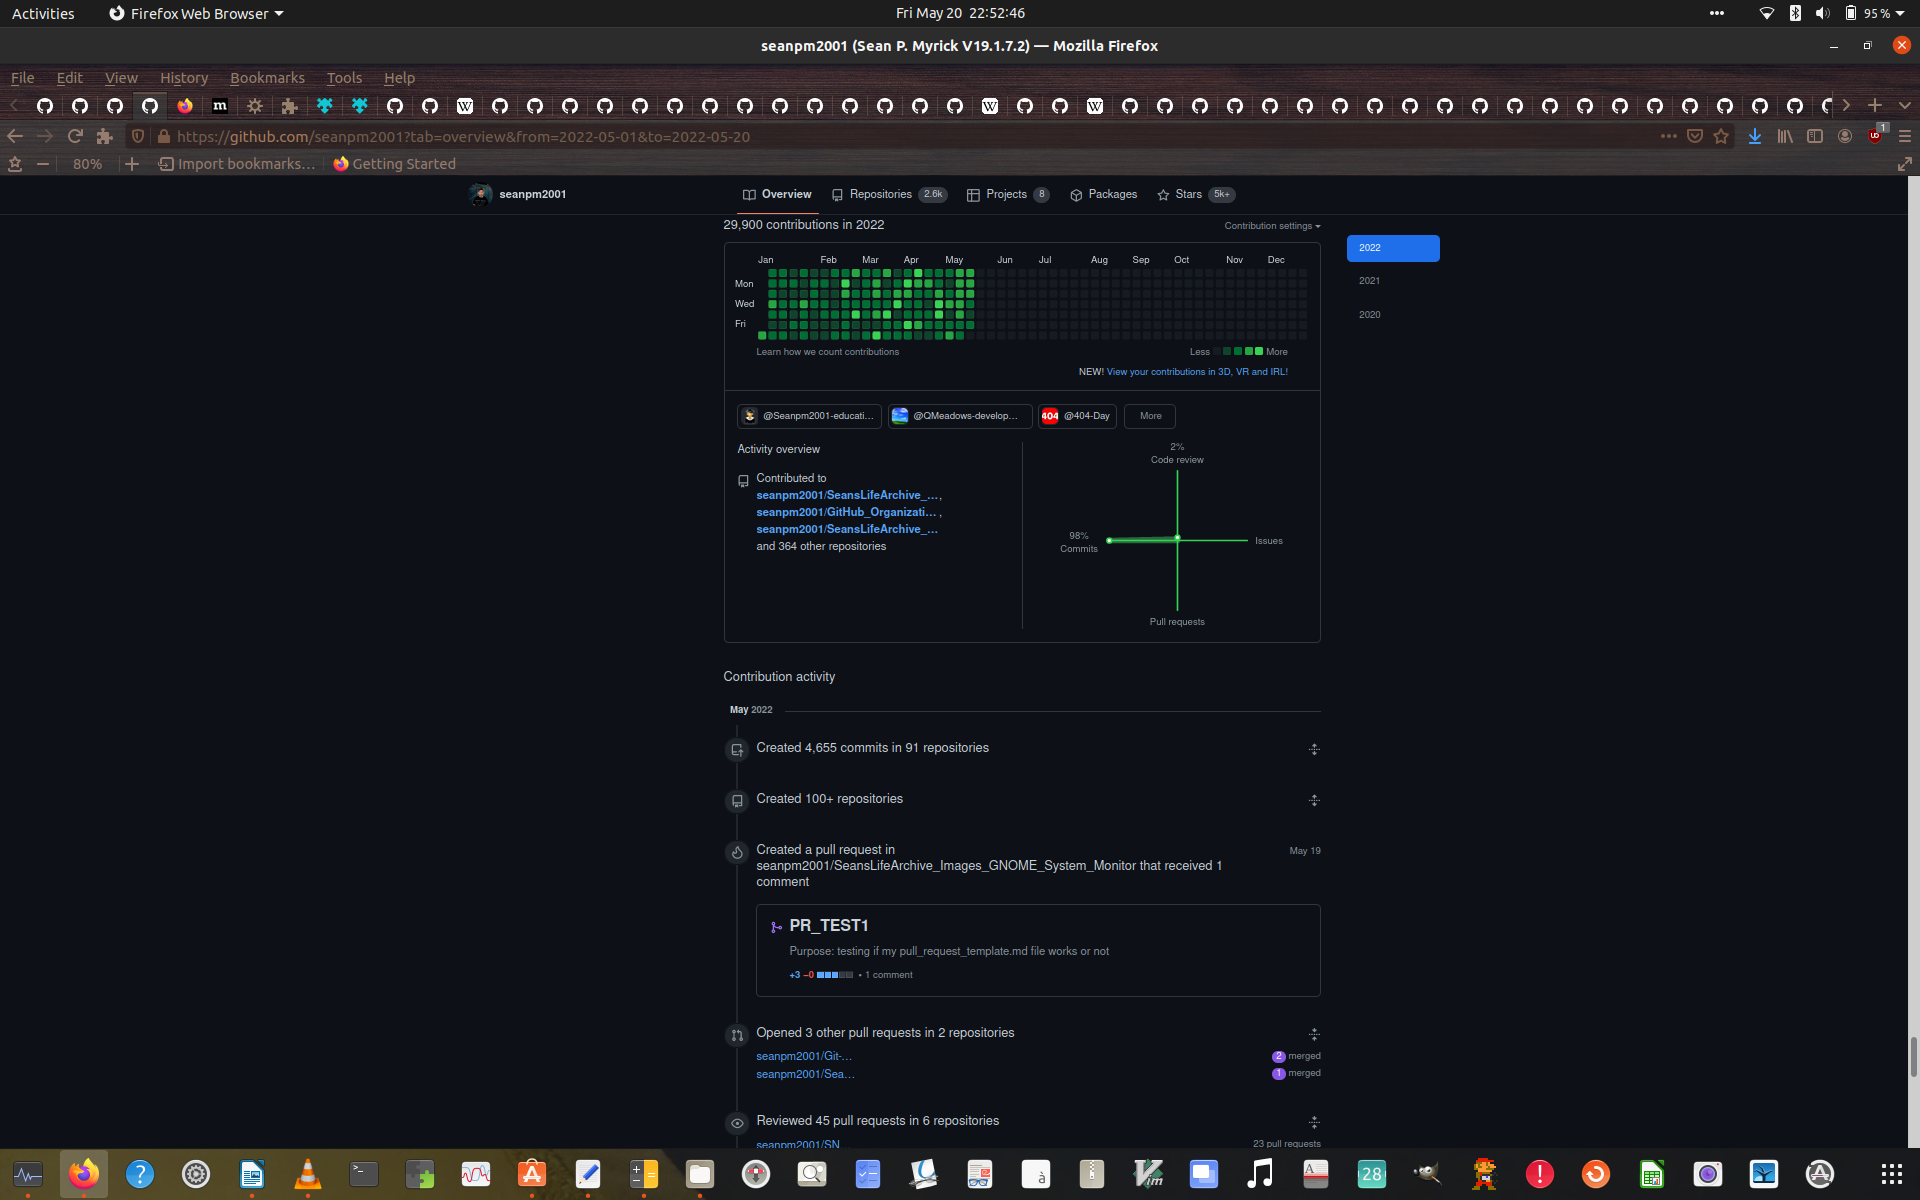 Activities
Firefox Web Browser
Fri May 20 22:52:46
95 %
seanpm2001 (Sean P. Myrick V19.1.7.2) — Mozilla Firefox
File Edit View History Bookmarks Tools Help
https://github.com/seanpm2001?tab=overview&from=2022-05-01&to=2022-05-20
1
80%
Import bookmarks...
Getting Started
seanpm2001
Overview
Repositories 2.6k
Projects 8
Packages
Stars 5k+
29,900 contributions in 2022
Contribution settings
2022
2021
2020
Jan Feb Mar Apr May Jun Jul Aug Sep Oct Nov Dec
Mon
Wed
Fri
Learn how we count contributions
Less More
NEW! View your contributions in 3D, VR and IRL!
@Seanpm2001-educati...
@QMeadows-develop...
404 @404-Day
More
Activity overview
Contributed to
seanpm2001/SeansLifeArchive_... ,
seanpm2001/GitHub_Organizati... ,
seanpm2001/SeansLifeArchive_...
and 364 other repositories
2%
Code review
98%
Commits
Issues
Pull requests
Contribution activity
May 2022
Created 4,655 commits in 91 repositories
Created 100+ repositories
Created a pull request in
seanpm2001/SeansLifeArchive_Images_GNOME_System_Monitor that received 1
comment
May 19
PR_TEST1
Purpose: testing if my pull_request_template.md file works or not
+3 −0 • 1 comment
Opened 3 other pull requests in 2 repositories
seanpm2001/Git-...
2 merged
seanpm2001/Sea...
1 merged
Reviewed 45 pull requests in 6 repositories
seanpm2001/SN
23 pull requests
28